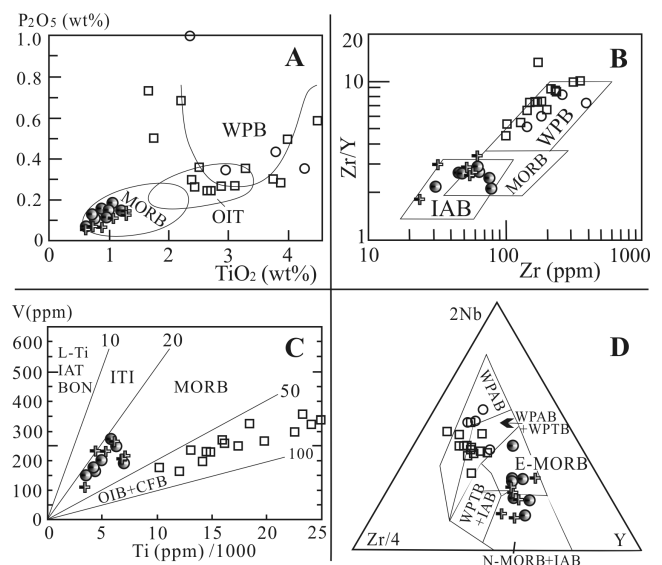 P₂O₅ (wt%)
1.0
0.8
0.6
0.4
0.2
0
0
1
2
3
4
TiO₂ (wt%)
A
WPB
MORB
OIT
20
10
1
Zr/Y
10
100
1000
Zr (ppm)
B
WPB
MORB
IAB
V(ppm)
600
500
400
300
200
100
0
0
5
10
15
20
25
Ti (ppm) /1000
C
L-Ti
IAT
BON
10
20
50
100
ITI
MORB
OIB+CFB
2Nb
D
WPAB
WPAB
+WPTB
E-MORB
WPTB
+IAB
Zr/4
Y
N-MORB+IAB